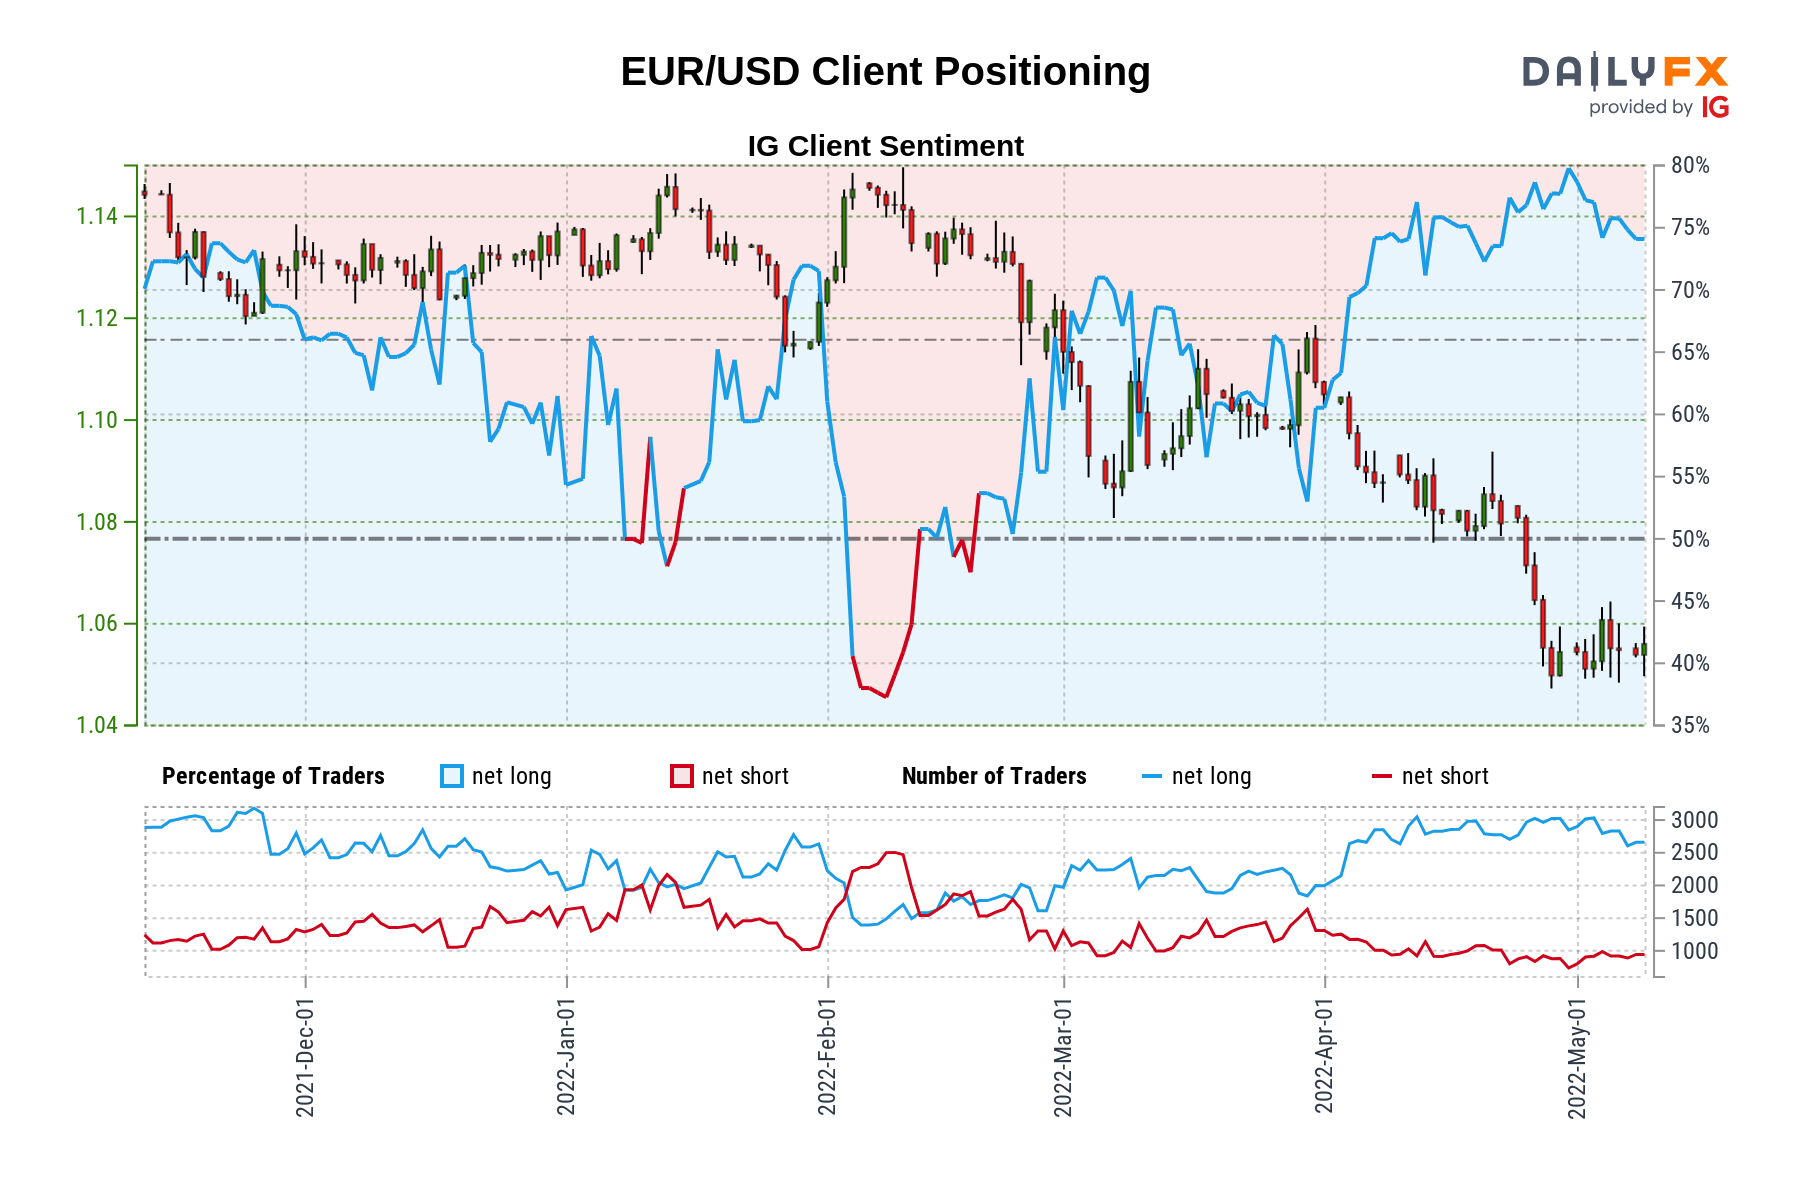 EUR/USD Client Positioning
DAILYFX
provided by IG
IG Client Sentiment
1.14
1.12
1.10
1.08
1.06
1.04
80%
75%
70%
65%
60%
55%
50%
45%
40%
35%
Percentage of Traders net long net short Number of Traders net long net short
3000
2500
2000
1500
1000
2021-Dec-01
2022-Jan-01
2022-Feb-01
2022-Mar-01
2022-Apr-01
2022-May-01